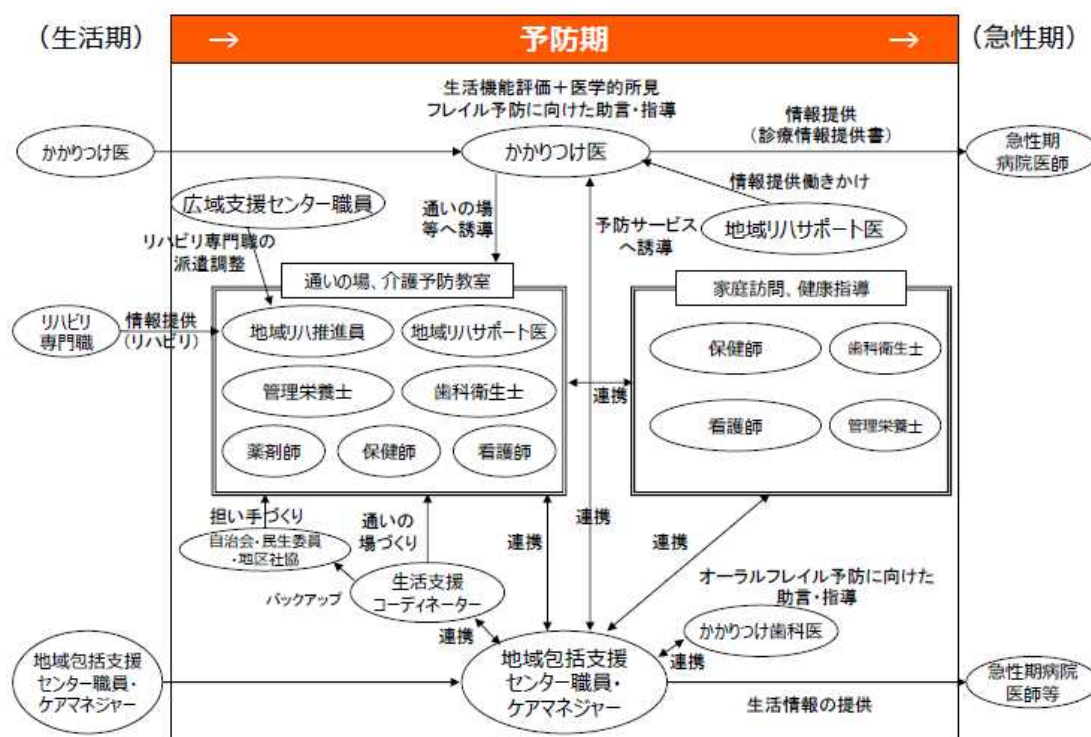 （生活期）
→
予防期
→
（急性期）
生活機能評価＋医学的所見
フレイル予防に向けた助言・指導
情報提供
（診療情報提供書）
かかりつけ医
かかりつけ医
急性期
病院医師
情報提供働きかけ
広域支援センター職員
通いの場
等へ誘導
予防サービス
へ誘導
地域リハサポート医
リハビリ専門職の
派遣調整
通いの場、介護予防教室
家庭訪問、健康指導
リハビリ
専門職
情報提供
（リハビリ）
地域リハ推進員
地域リハサポート医
管理栄養士
歯科衛生士
薬剤師
保健師
看護師
連携
保健師
歯科衛生士
看護師
管理栄養士
担い手づくり
通いの
場づくり
連携
連携
連携
自治会・民生委員
・地区社協
バックアップ
生活支援
コーディネーター
連携
オーラルフレイル予防に向けた
助言・指導
かかりつけ歯科医
連携
地域包括支援
センター職員・
ケアマネジャー
地域包括支援
センター職員・
ケアマネジャー
生活情報の提供
急性期病院
医師等